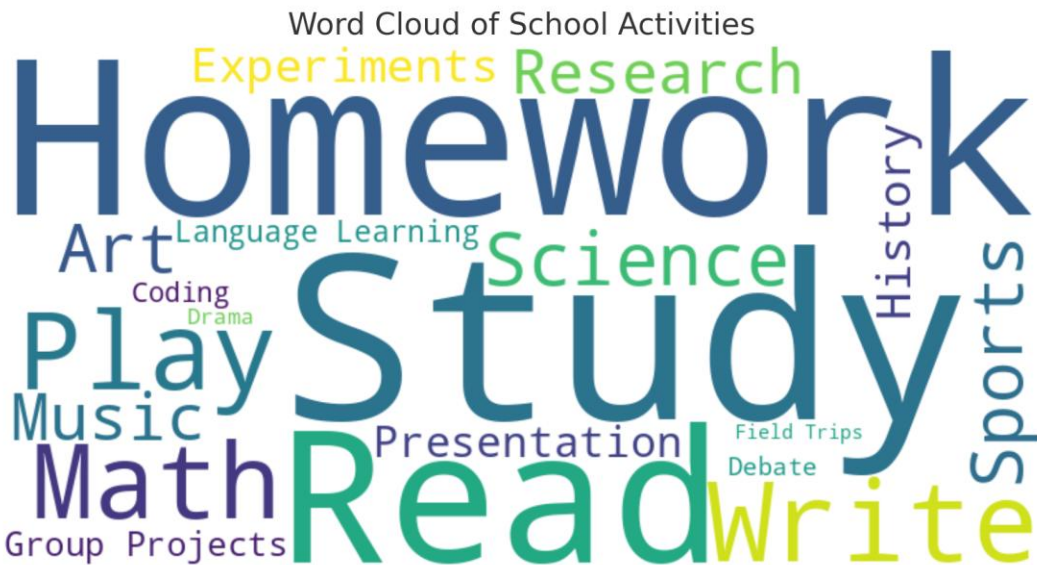 Word Cloud of School Activities
Experiments
Research
Homework
History
Art
Language Learning
Science
Coding
Drama
Study
Sports
Play
Music
Math
Presentation
Field Trips
Debate
Read
Write
Group Projects